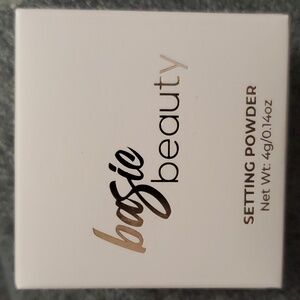 basic
beauty
SETTING POWDER
Net Wt: 4g/0.14oz